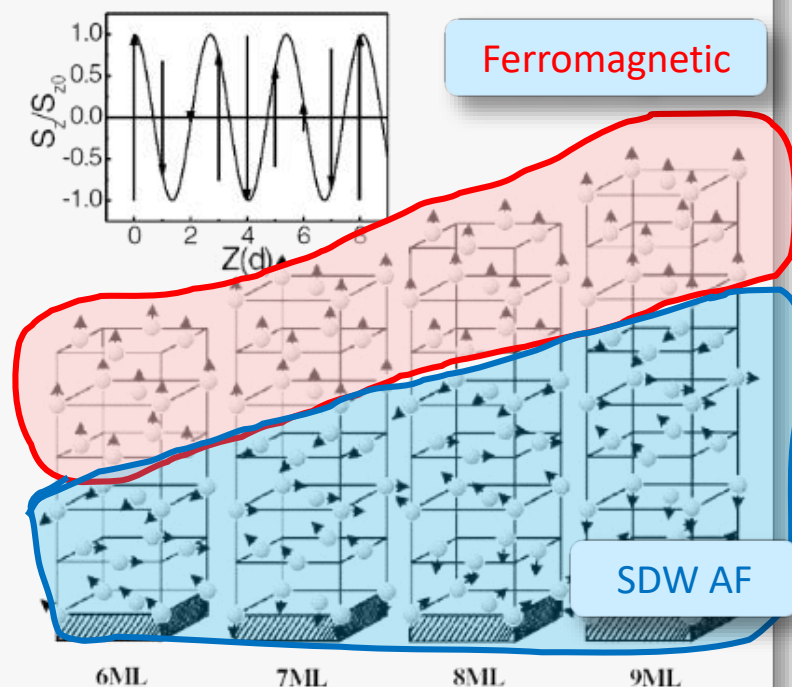 Ferromagnetic
1.0
0.5
0.0
-0.5
-1.0
S_z/S_z0
0 2 4 6 8
Z(d)
SDW AF
6ML 7ML 8ML 9ML